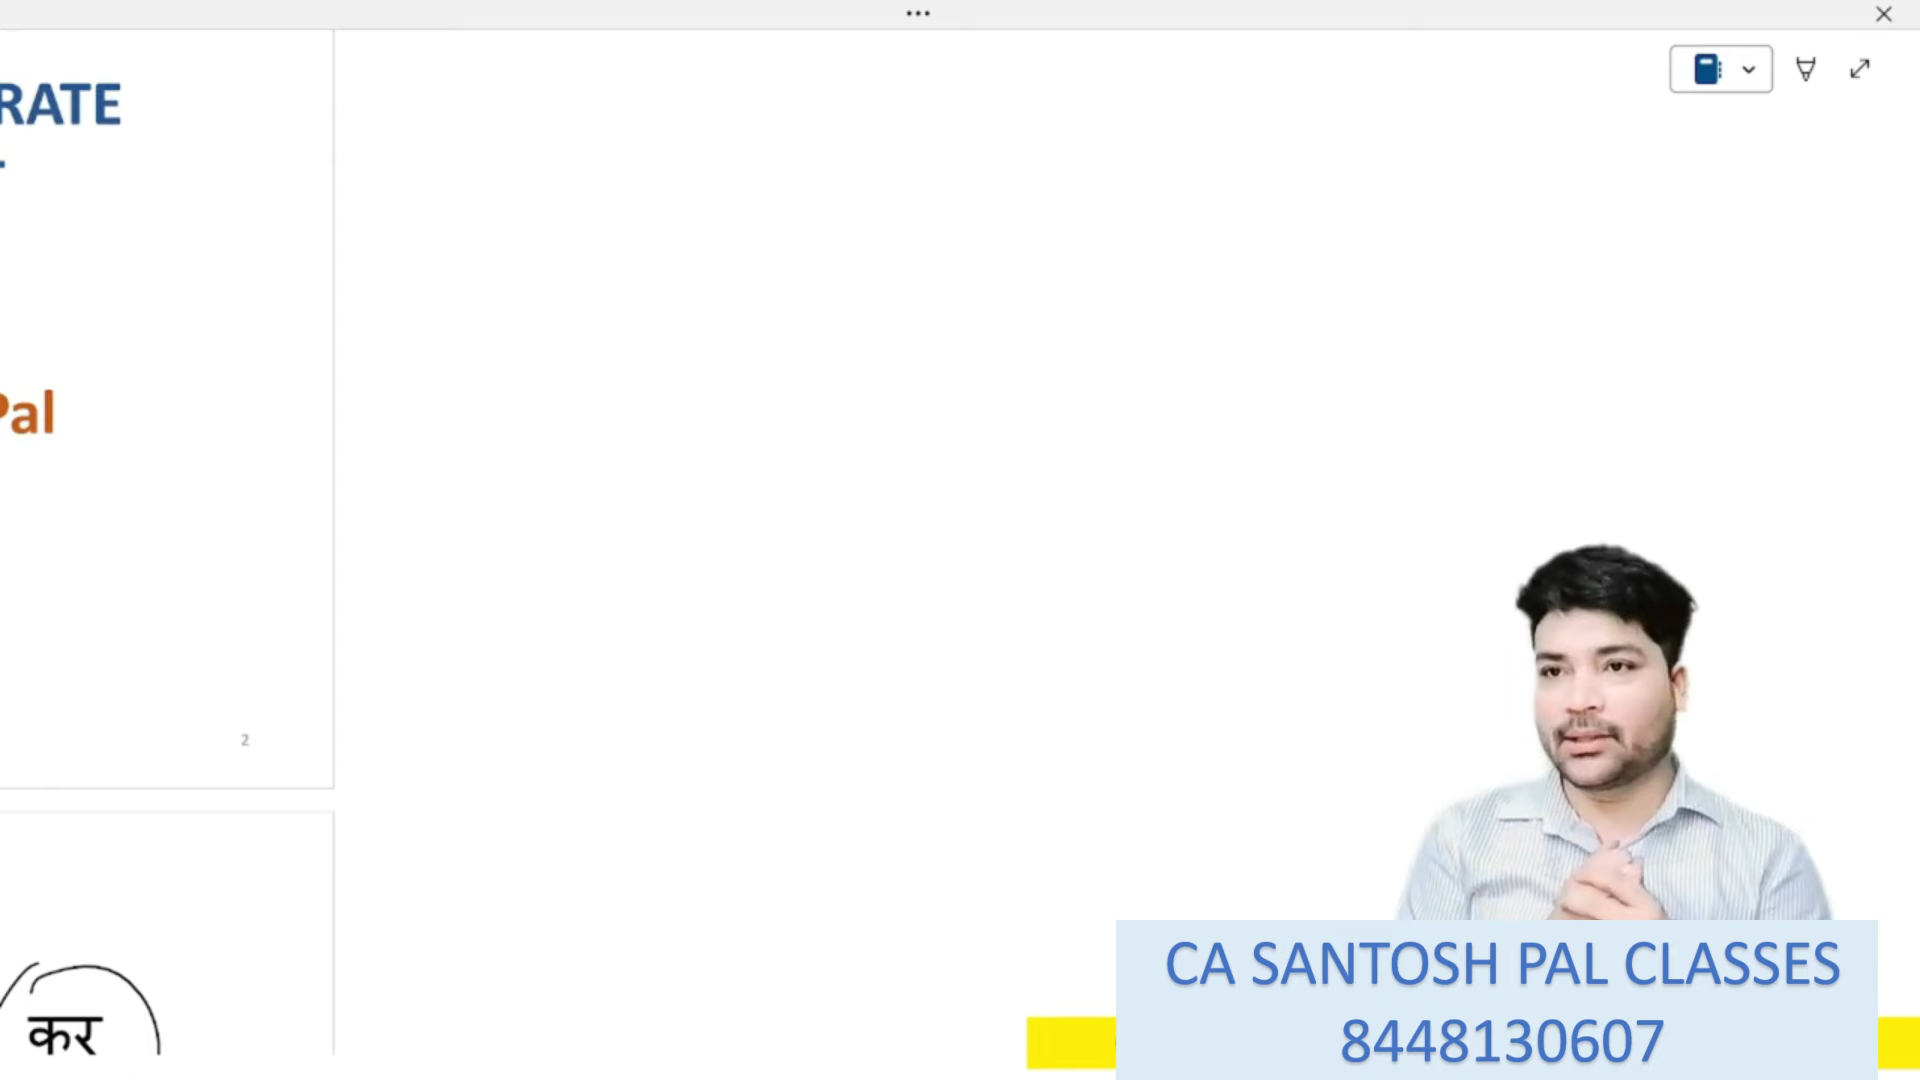 RATE
Pal
2
कर
CA SANTOSH PAL CLASSES
8448130607